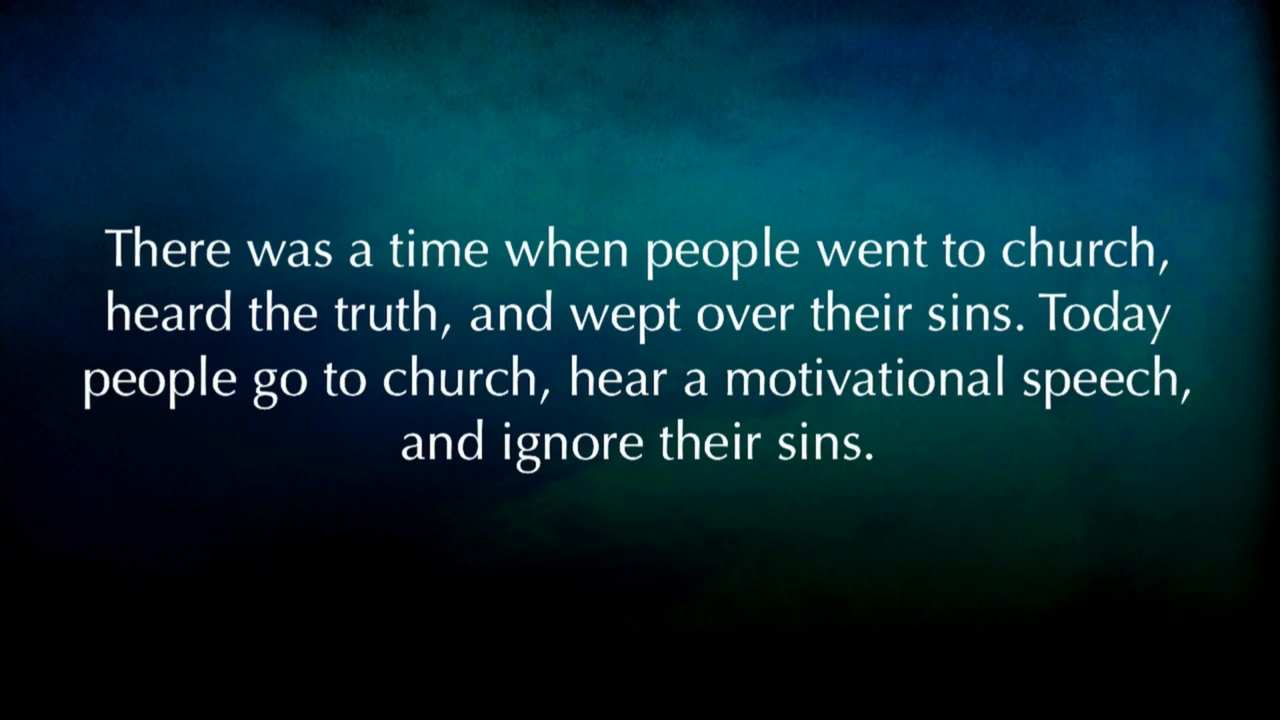 There was a time when people went to church,
heard the truth, and wept over their sins. Today
people go to church, hear a motivational speech,
and ignore their sins.